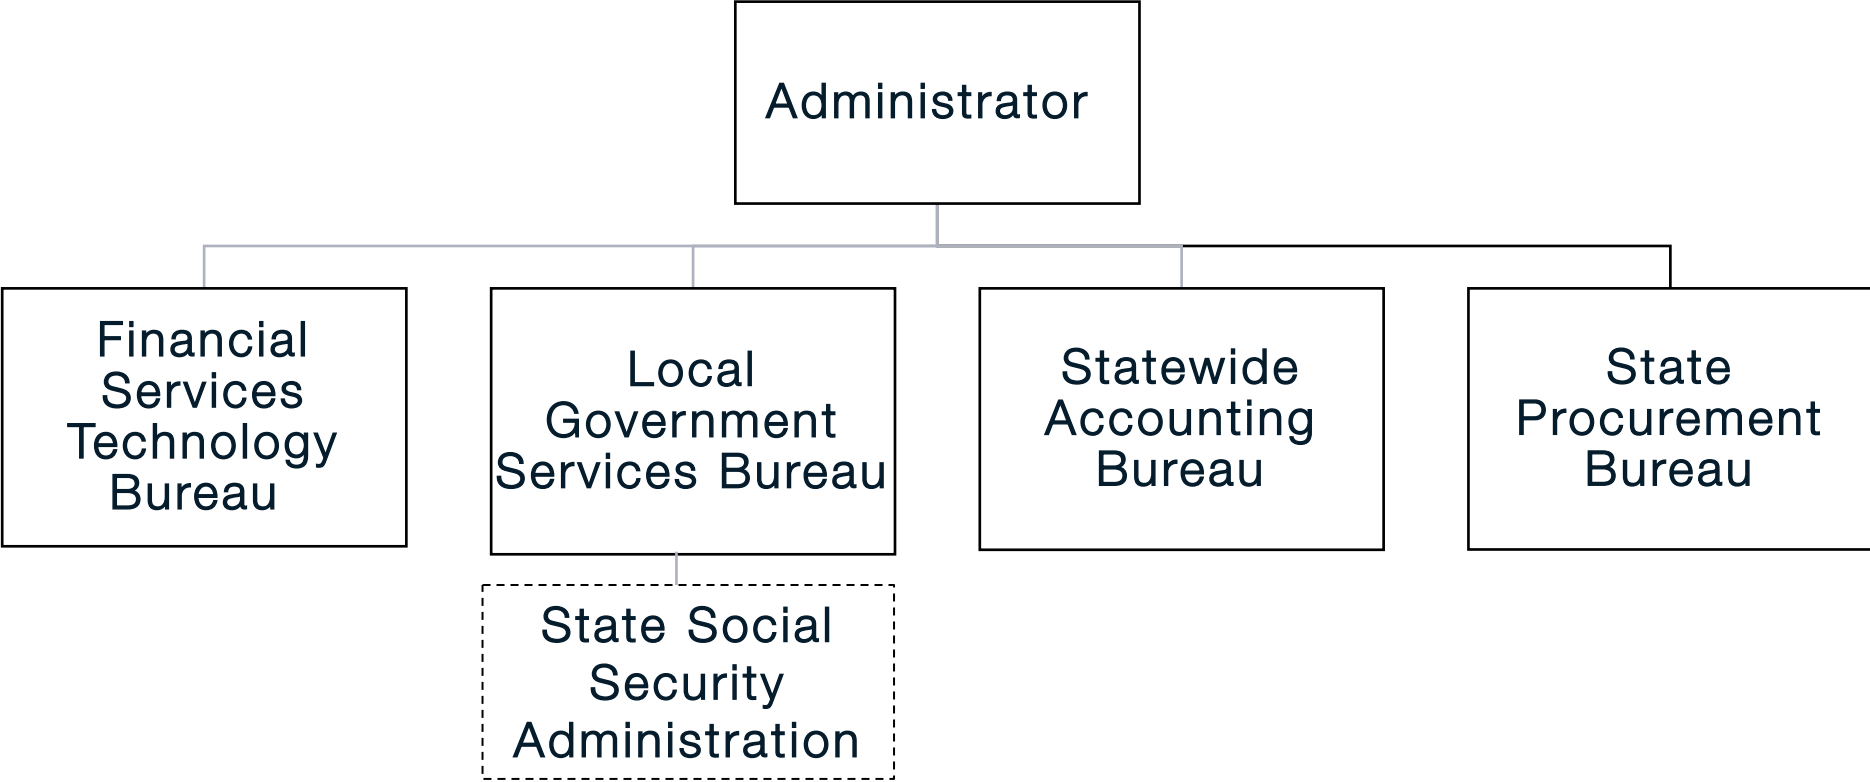 Administrator
Financial
Services
Technology
Bureau
Local
Government
Services Bureau
Statewide
Accounting
Bureau
State
Procurement
Bureau
State Social
Security
Administration